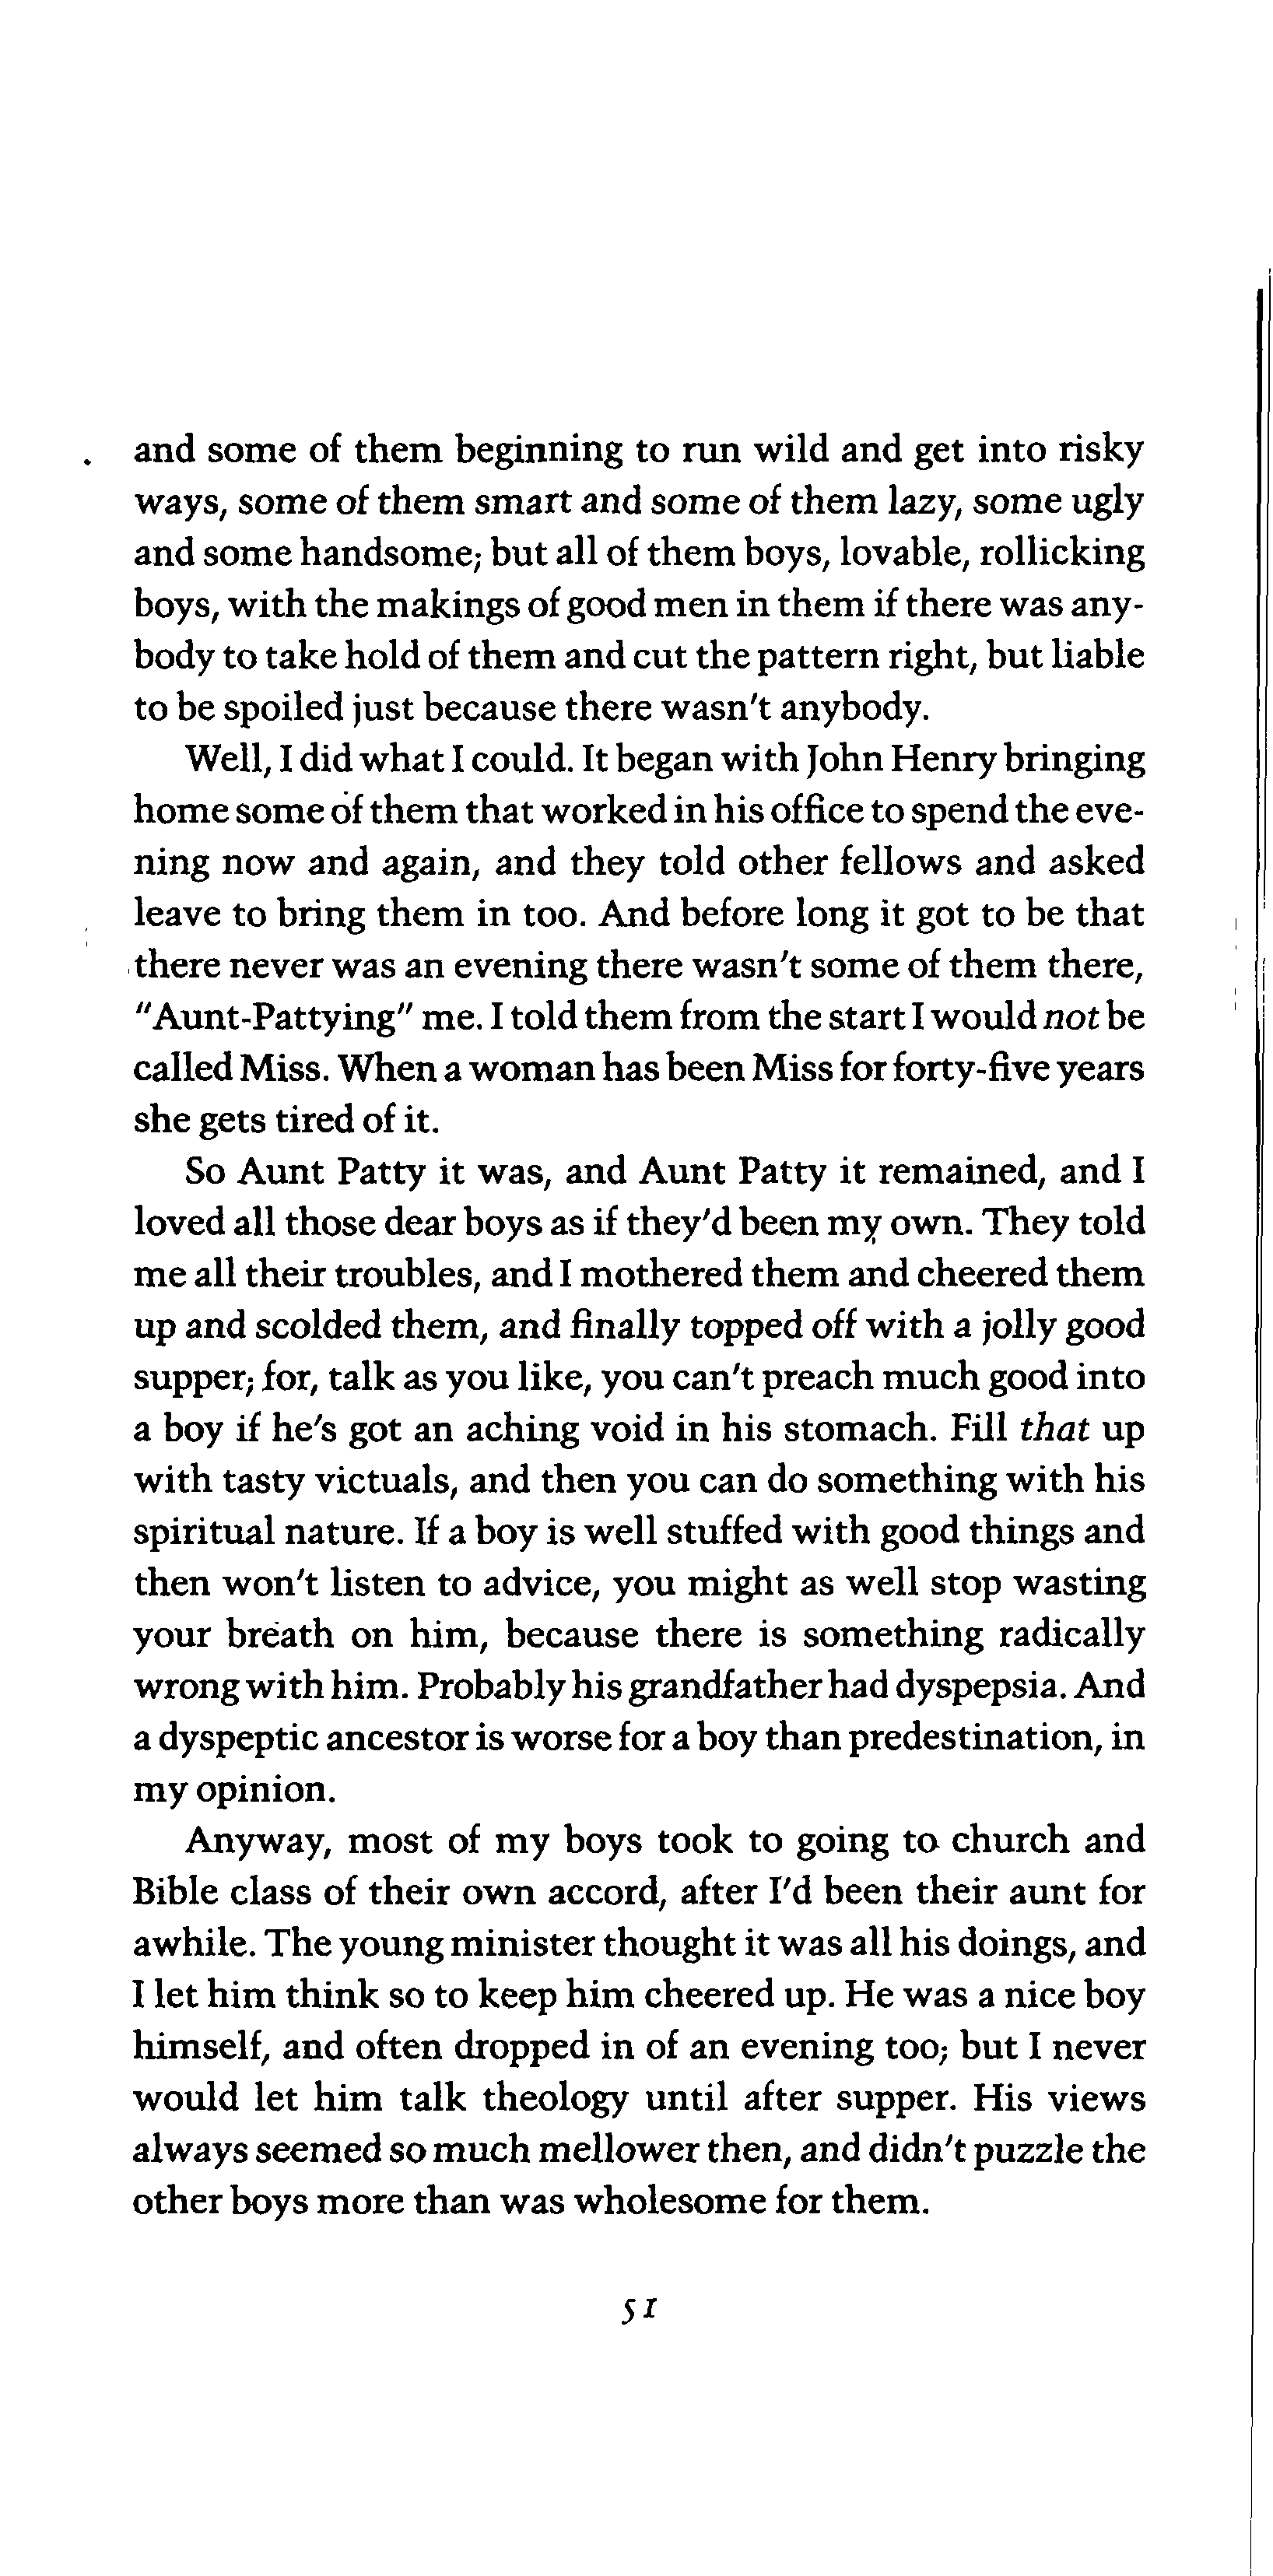 and some of them beginning to run wild and get into risky
ways, some of them smart and some of them lazy, some ugly
and some handsome; but all of them boys, lovable, rollicking
boys, with the makings of good men in them if there was any-
body to take hold of them and cut the pattern right, but liable
to be spoiled just because there wasn't anybody.
Well, I did what I could. It began with John Henry bringing
home some of them that worked in his office to spend the eve-
ning now and again, and they told other fellows and asked
leave to bring them in too. And before long it got to be that
there never was an evening there wasn't some of them there,
"Aunt-Pattying" me. I told them from the start I would not be
called Miss. When a woman has been Miss for forty-five years
she gets tired of it.
So Aunt Patty it was, and Aunt Patty it remained, and I
loved all those dear boys as if they'd been my own. They told
me all their troubles, and I mothered them and cheered them
up and scolded them, and finally topped off with a jolly good
supper; for, talk as you like, you can't preach much good into
a boy if he's got an aching void in his stomach. Fill that up
with tasty victuals, and then you can do something with his
spiritual nature. If a boy is well stuffed with good things and
then won't listen to advice, you might as well stop wasting
your breath on him, because there is something radically
wrong with him. Probably his grandfather had dyspepsia. And
a dyspeptic ancestor is worse for a boy than predestination, in
my opinion.
Anyway, most of my boys took to going to church and
Bible class of their own accord, after I'd been their aunt for
awhile. The young minister thought it was all his doings, and
I let him think so to keep him cheered up. He was a nice boy
himself, and often dropped in of an evening too; but I never
would let him talk theology until after supper. His views
always seemed so much mellower then, and didn't puzzle the
other boys more than was wholesome for them.
51